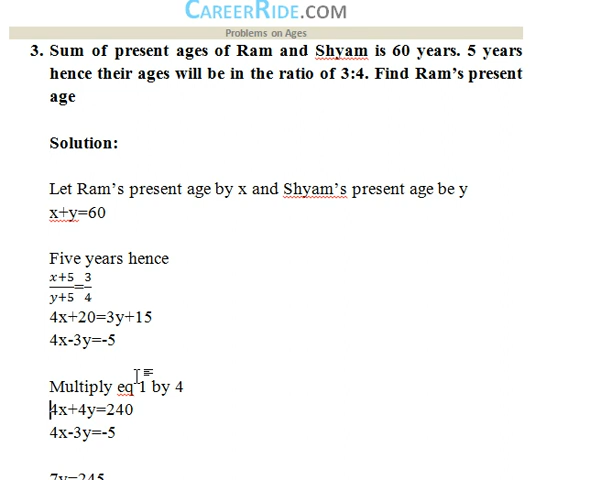 CAREERRIDE.COM
Problems on Ages
3. Sum of present ages of Ram and Shyam is 60 years. 5 years
hence their ages will be in the ratio of 3:4. Find Ram's present
age
Solution:
Let Ram's present age by x and Shyam's present age be y
x+y=60
Five years hence
x+5/y+5=3/4
4x+20=3y+15
4x-3y=-5
Multiply eq 1 by 4
4x+4y=240
4x-3y=-5
7y=245